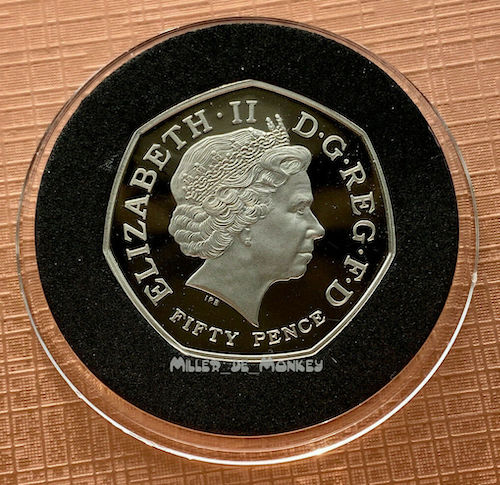 ELIZABETH·II D·G·REG·F·D
IRB
FIFTY PENCE
Miller_de_Monkey